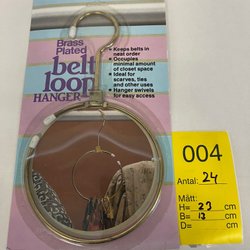 Brass
Plated
belt
loop
HANGER
• Keeps belts in
neat order
• Occupies
minimal amount
of closet space
• Ideal for
scarves, ties and
other uses
• Hanger swivels
for easy access
004
Antal: 24
Mått:
H= 23 cm
B= 13 cm
D= cm